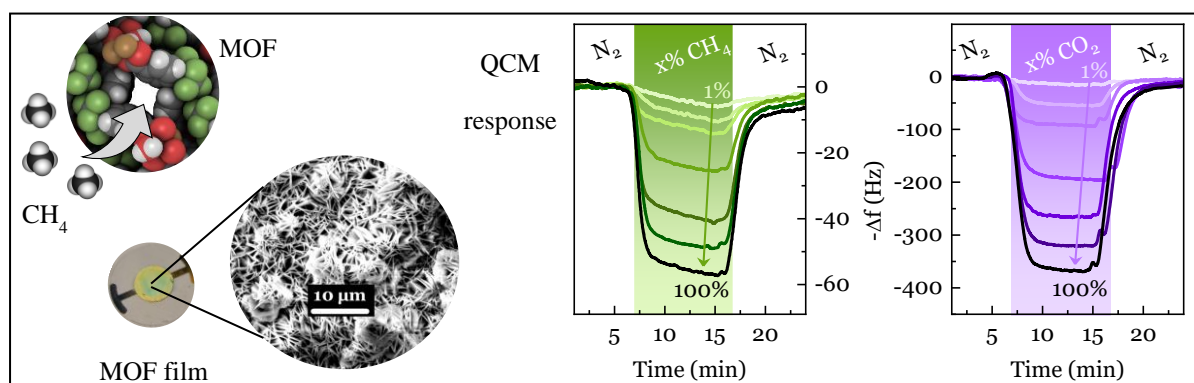 MOF
CH₄
MOF film
10 µm
QCM
response
N₂
x% CH₄
N₂
1%
100%
0
-20
-40
-60
5
10
15
20
Time (min)
-Δf (Hz)
N₂
x% CO₂
N₂
1%
100%
0
-100
-200
-300
-400
5
10
15
20
Time (min)